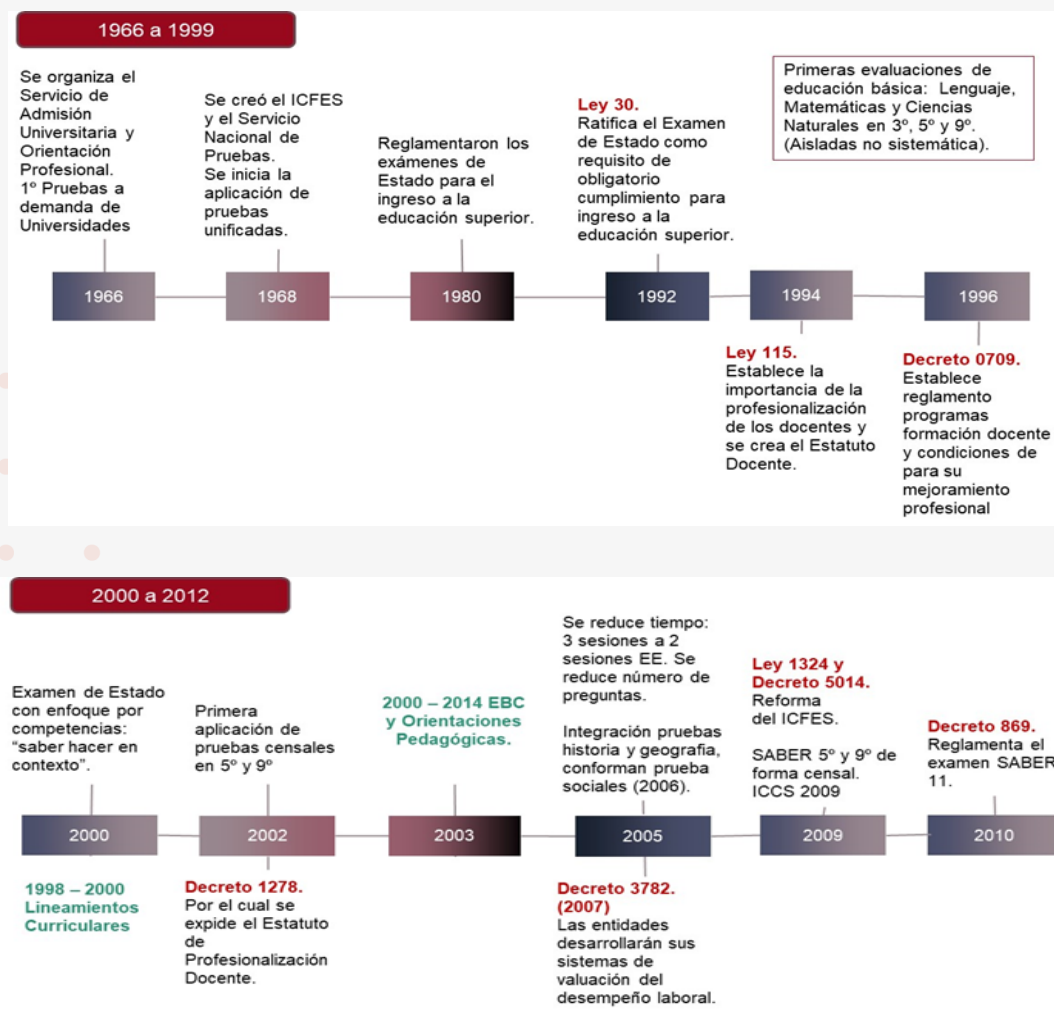 1966 a 1999
Se organiza el
Servicio de
Admisión
Universitaria y
Orientación
Profesional.
1º Pruebas a
demanda de
Universidades
Se creó el ICFES
y el Servicio
Nacional de
Pruebas.
Se inicia la
aplicación de
pruebas
unificadas.
Reglamentaron los
exámenes de
Estado para el
ingreso a la
educación superior.
Ley 30.
Ratifica el Examen
de Estado como
requisito de
obligatorio
cumplimiento para
ingreso a la
educación superior.
Primeras evaluaciones de
educación básica: Lenguaje,
Matemáticas y Ciencias
Naturales en 3º, 5º y 9º.
(Aisladas no sistemática).
1966
1968
1980
1992
1994
1996
Ley 115.
Establece la
importancia de la
profesionalización
de los docentes y
se crea el Estatuto
Docente.
Decreto 0709.
Establece
reglamento
programas
formación docente
y condiciones de
para su
mejoramiento
profesional
2000 a 2012
Examen de Estado
con enfoque por
competencias:
“saber hacer en
contexto”.
Primera
aplicación de
pruebas censales
en 5º y 9º
2000 – 2014 EBC
y Orientaciones
Pedagógicas.
Se reduce tiempo:
3 sesiones a 2
sesiones EE. Se
reduce número de
preguntas.
Integración pruebas
historia y geografia,
conforman prueba
sociales (2006).
Ley 1324 y
Decreto 5014.
Reforma
del ICFES.
SABER 5º y 9º de
forma censal.
ICCS 2009
Decreto 869.
Reglamenta el
examen SABER
11.
2000
2002
2003
2005
2009
2010
1998 – 2000
Lineamientos
Curriculares
Decreto 1278.
Por el cual se
expide el Estatuto
de
Profesionalización
Docente.
Decreto 3782.
(2007)
Las entidades
desarrollarán sus
sistemas de
valuación del
desempeño laboral.